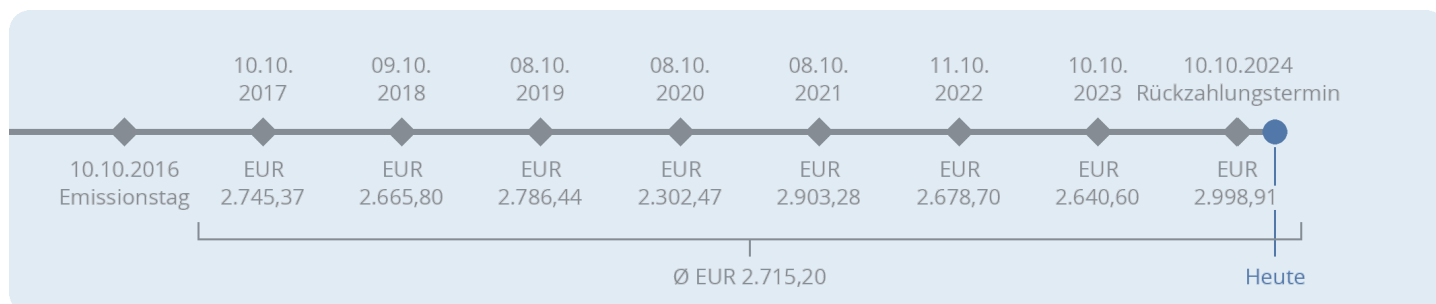 10.10. 09.10. 08.10. 08.10. 08.10. 11.10. 10.10. 10.10.2024
2017 2018 2019 2020 2021 2022 2023 Rückzahlungstermin
10.10.2016 EUR EUR EUR EUR EUR EUR EUR EUR
Emissionstag 2.745,37 2.665,80 2.786,44 2.302,47 2.903,28 2.678,70 2.640,60 2.998,91
Ø EUR 2.715,20 Heute